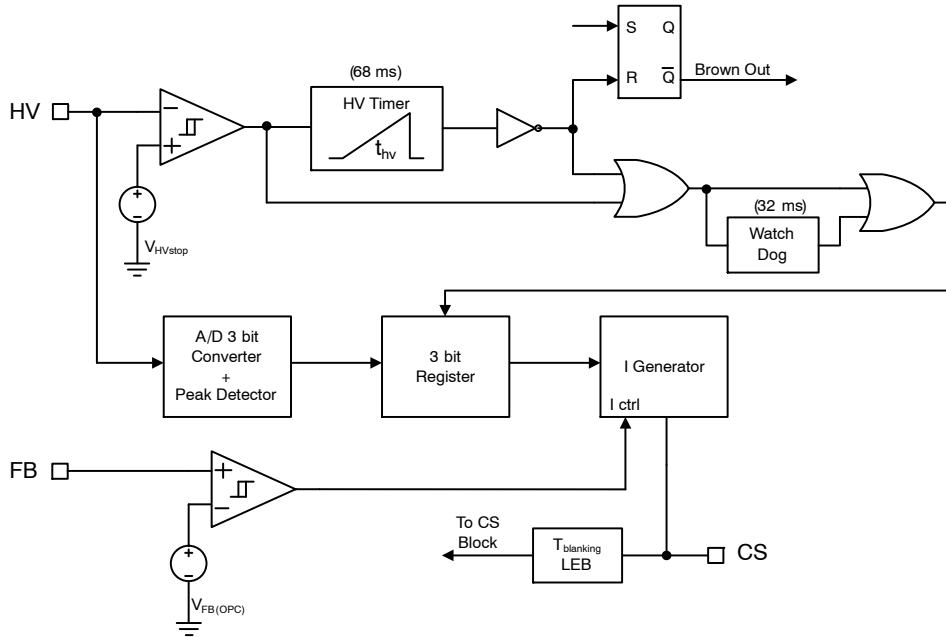 S Q
(68 ms)
R Q̅ Brown Out
HV
HV Timer
−
t_hv
+
+
−
(32 ms)
V_HVstop
Watch
Dog
A/D 3 bit
Converter
+
Peak Detector
3 bit
Register
I Generator
I ctrl
FB
+
−
To CS
Block
T_blanking
LEB
CS
+
−
V_FB(OPC)